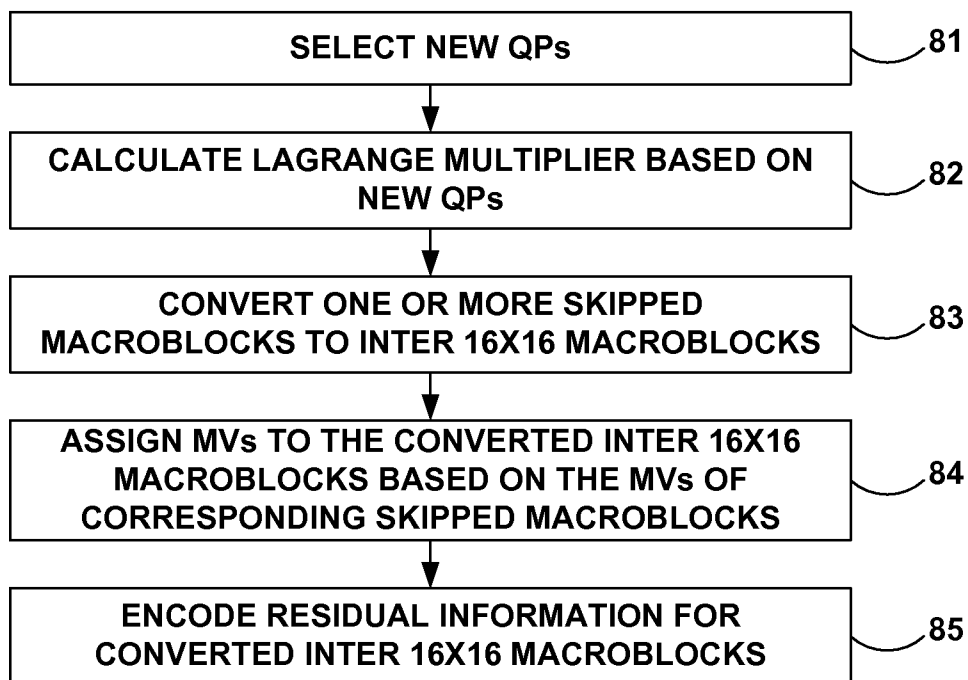 SELECT NEW QPs
81
CALCULATE LAGRANGE MULTIPLIER BASED ON
NEW QPs
82
CONVERT ONE OR MORE SKIPPED
MACROBLOCKS TO INTER 16X16 MACROBLOCKS
83
ASSIGN MVs TO THE CONVERTED INTER 16X16
MACROBLOCKS BASED ON THE MVs OF
CORRESPONDING SKIPPED MACROBLOCKS
84
ENCODE RESIDUAL INFORMATION FOR
CONVERTED INTER 16X16 MACROBLOCKS
85